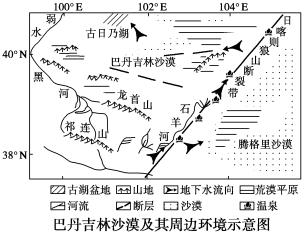 100°E 102°E 104°E
弱水
古日乃湖
日喀则狼山断裂带
40°N
巴丹吉林沙漠
黑河
龙首山
石羊河
祁连山
腾格里沙漠
38°N
古湖盆地 山地 地下水流向 荒漠平原
河流 断层 沙漠 温泉
巴丹吉林沙漠及其周边环境示意图